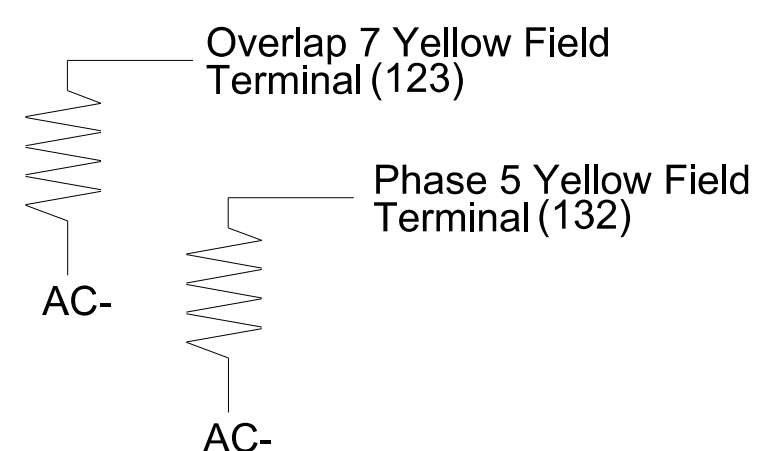 Overlap 7 Yellow Field
Terminal (123)
Phase 5 Yellow Field
Terminal (132)
AC-
AC-